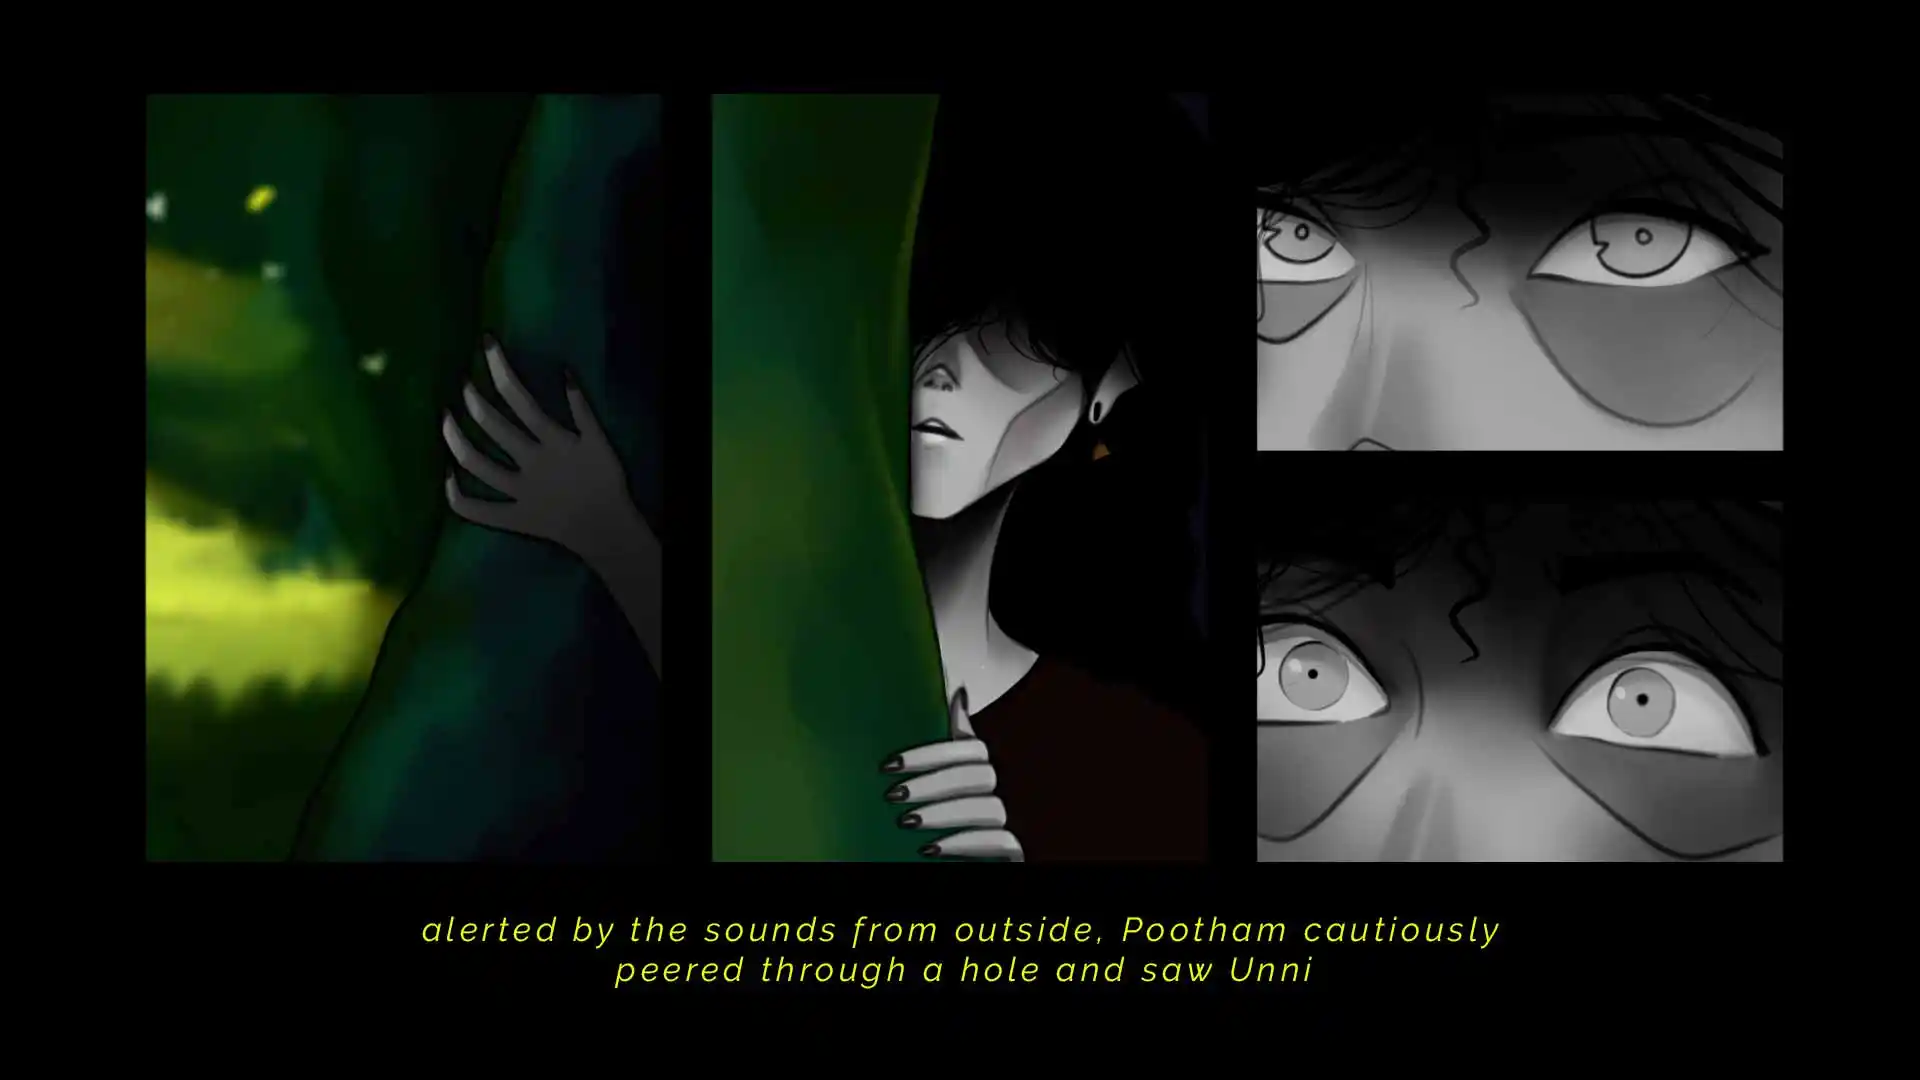 alerted by the sounds from outside, Pootham cautiously
peered through a hole and saw Unni